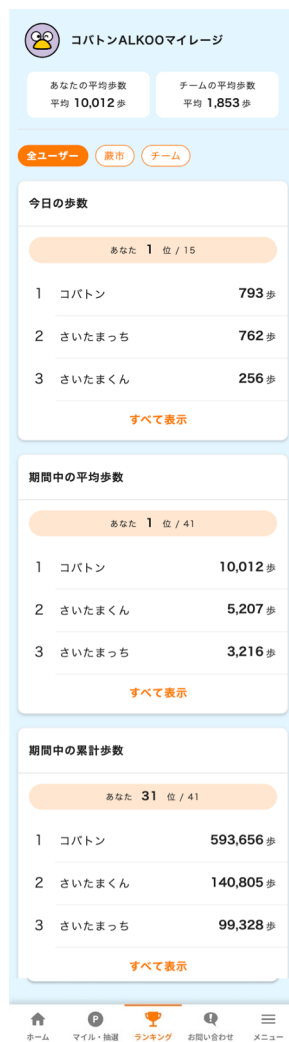 コバトンALKOOマイレージ
あなたの平均歩数
平均 10,012 歩
チームの平均歩数
平均 1,853 歩
全ユーザー
蕨市
チーム
今日の歩数
あなた 1 位 / 15
1 コバトン 793 歩
2 さいたまっち 762 歩
3 さいたまくん 256 歩
すべて表示
期間中の平均歩数
あなた 1 位 / 41
1 コバトン 10,012 歩
2 さいたまくん 5,207 歩
3 さいたまっち 3,216 歩
すべて表示
期間中の累計歩数
あなた 31 位 / 41
1 コバトン 593,656 歩
2 さいたまくん 140,805 歩
3 さいたまっち 99,328 歩
すべて表示
ホーム
P
マイル・抽選
ランキング
お問い合わせ
メニュー